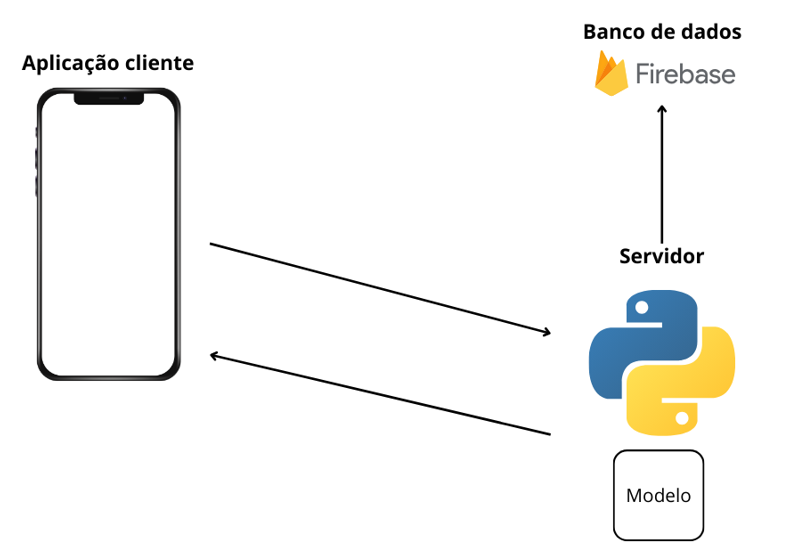 Aplicação cliente
Banco de dados
Firebase
Servidor
Modelo